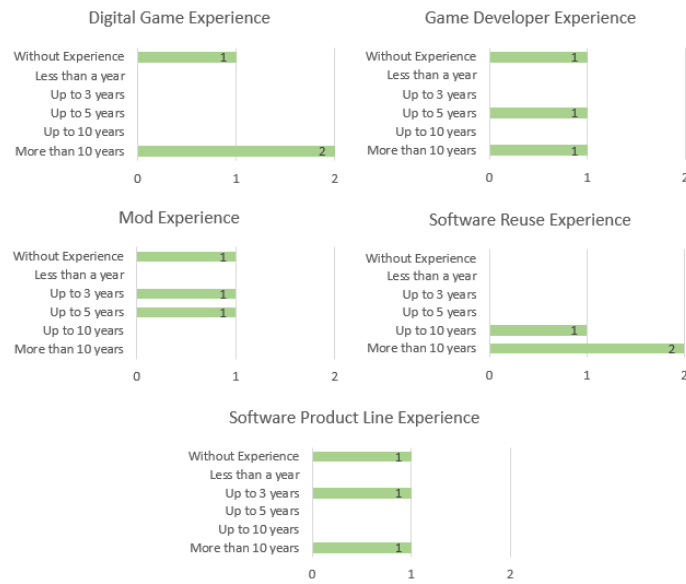 Digital Game Experience
Without Experience 1
Less than a year
Up to 3 years
Up to 5 years
Up to 10 years
More than 10 years 2
0 1 2
Game Developer Experience
Without Experience 1
Less than a year
Up to 3 years
Up to 5 years 1
Up to 10 years
More than 10 years 1
0 1 2
Mod Experience
Without Experience 1
Less than a year
Up to 3 years 1
Up to 5 years 1
Up to 10 years
More than 10 years
0 1 2
Software Reuse Experience
Without Experience
Less than a year
Up to 3 years
Up to 5 years
Up to 10 years 1
More than 10 years 2
0 1 2
Software Product Line Experience
Without Experience 1
Less than a year
Up to 3 years 1
Up to 5 years
Up to 10 years
More than 10 years 1
0 1 2